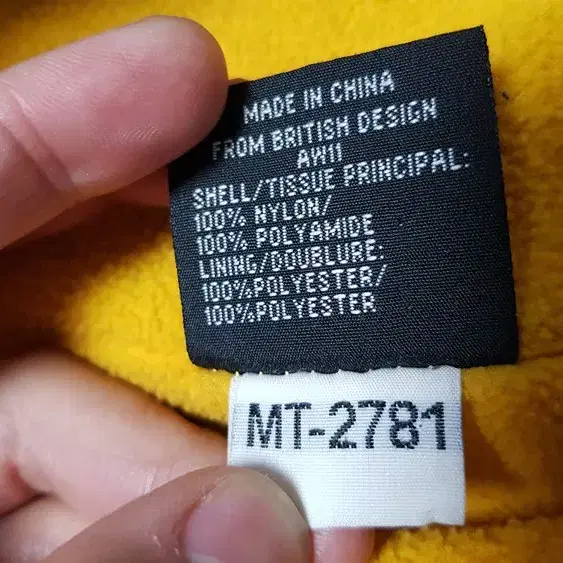 MADE IN CHINA
FROM BRITISH DESIGN
AW11
SHELL/TISSUE PRINCIPAL:
100% NYLON/
100% POLYAMIDE
LINING/DOUBLURE:
100%POLYESTER/
100%POLYESTER
MT-2781